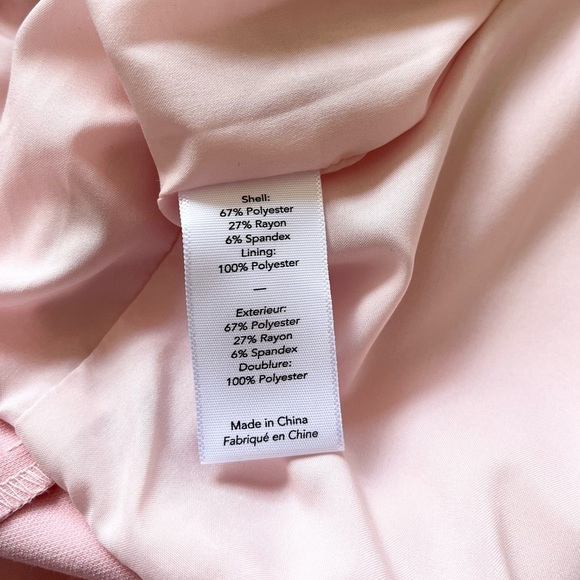 Shell:
67% Polyester
27% Rayon
6% Spandex
Lining:
100% Polyester
—
Exterieur:
67% Polyester
27% Rayon
6% Spandex
Doublure:
100% Polyester
Made in China
Fabriqué en Chine